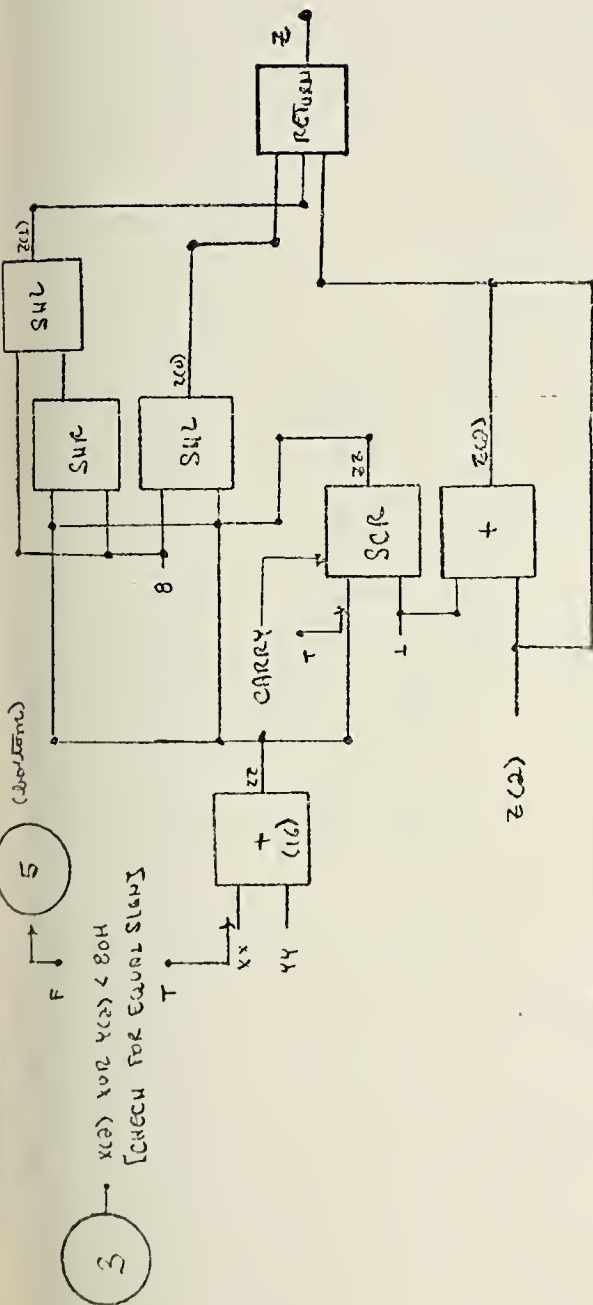 3
X(2) XOR Y(2) < 80H
[CHECK FOR EQUAL SIGN]
F
5
(bottom)
T
XX
YY
+
(16)
ZZ
CARRY
T
8
1
SCR
ZZ
SHR
SHL
Z(1)
SHL
Z(0)
Z(2)
+
Z(2)
RETURN
Z